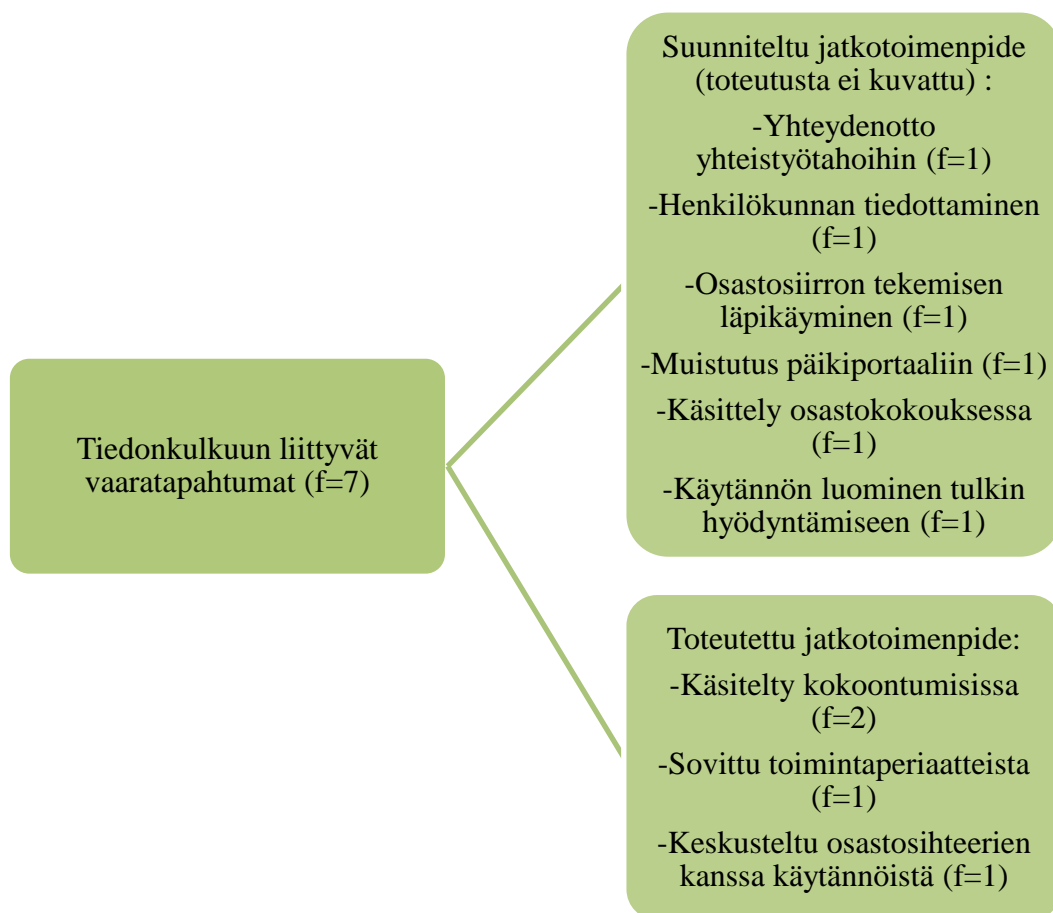 Tiedonkulkuun liittyvät
vaaratapahtumat (f=7)
Suunniteltu jatkotoimenpide
(toteutusta ei kuvattu) :
-Yhteydenotto
yhteistyötahoihin (f=1)
-Henkilökunnan tiedottaminen
(f=1)
-Osastosiirron tekemisen
läpikäyminen (f=1)
-Muistutus päikiportaaliin (f=1)
-Käsittely osastokokouksessa
(f=1)
-Käytännön luominen tulkin
hyödyntämiseen (f=1)
Toteutettu jatkotoimenpide:
-Käsitelty kokoontumisissa
(f=2)
-Sovittu toimintaperiaatteista
(f=1)
-Keskusteltu osastosihteerien
kanssa käytännöistä (f=1)